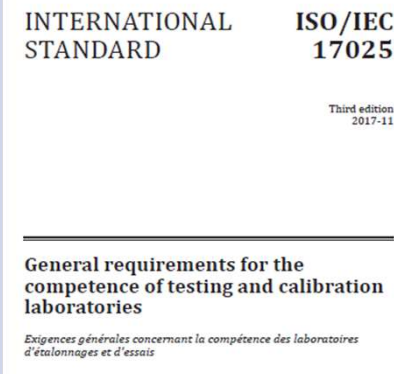 INTERNATIONAL
STANDARD
ISO/IEC
17025
Third edition
2017-11
General requirements for the
competence of testing and calibration
laboratories
Exigences générales concernant la compétence des laboratoires
d'étalonnages et d'essais